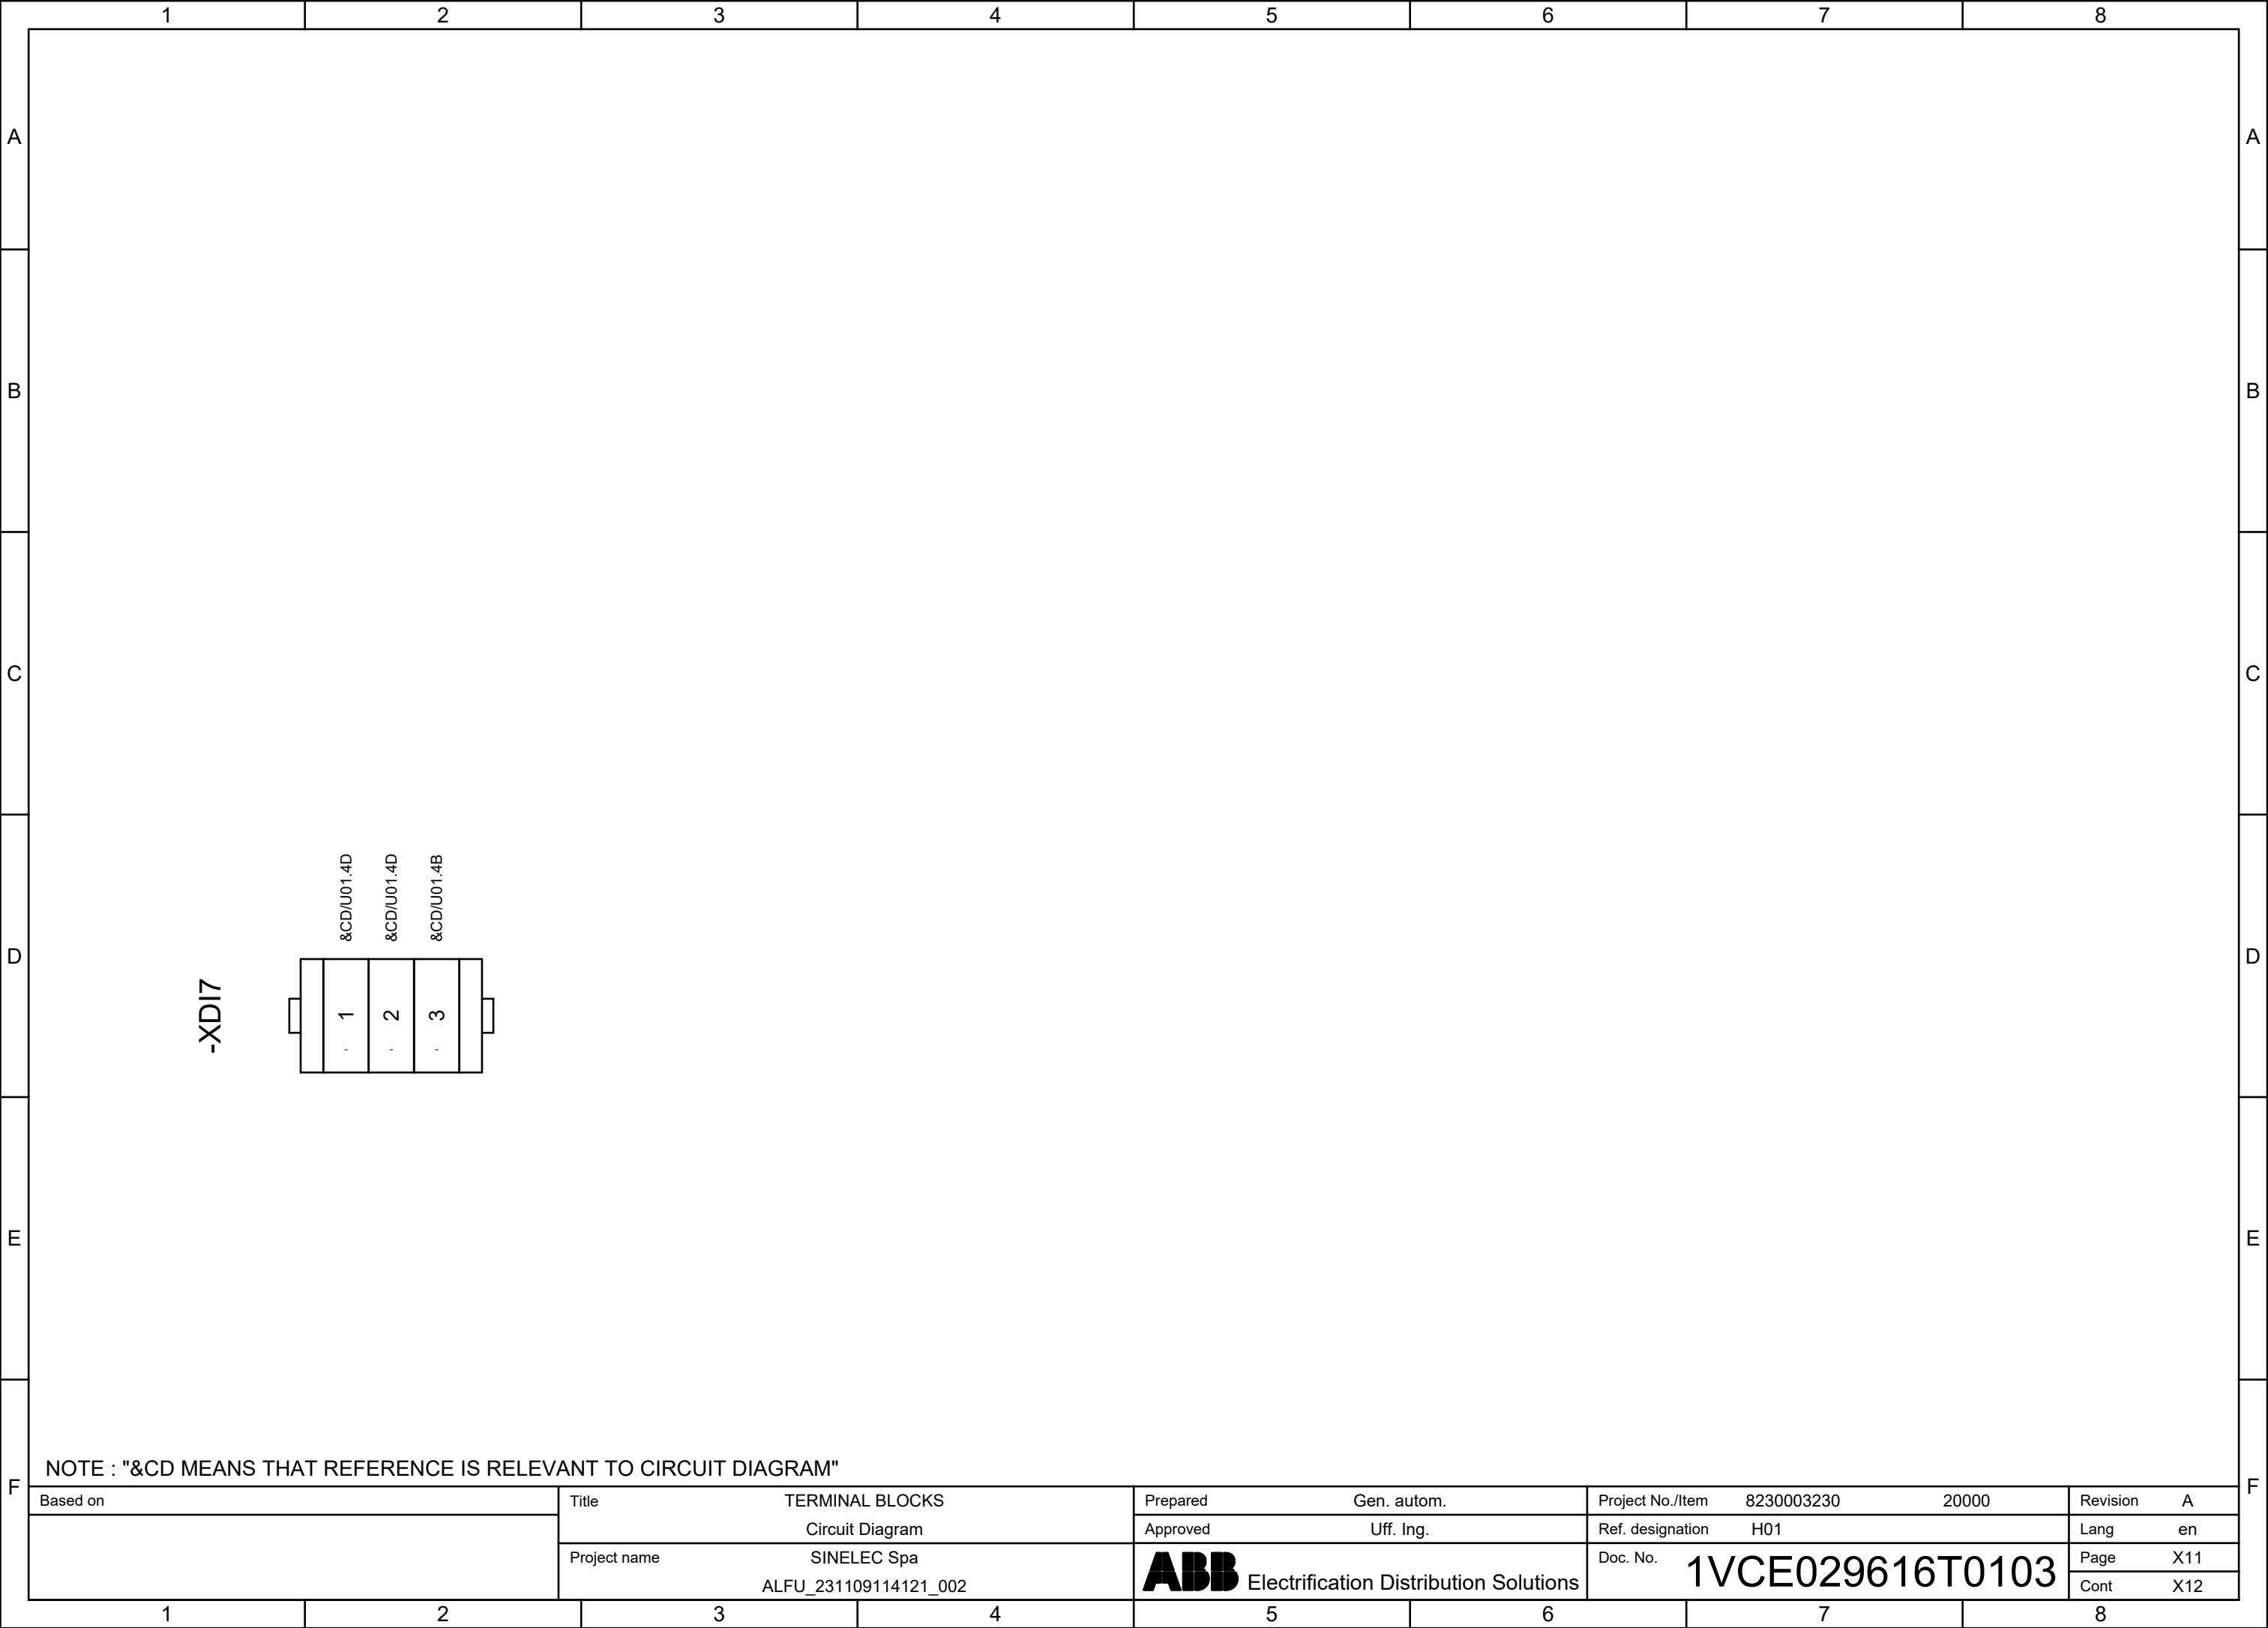 1 2 3 4 5 6 7 8
A A
B B
C C
&CD/U01.4D &CD/U01.4D &CD/U01.4B
D D
-XDI7
1 2 3
- - -
E E
NOTE : "&CD MEANS THAT REFERENCE IS RELEVANT TO CIRCUIT DIAGRAM"
F F
Based on
Title TERMINAL BLOCKS
Circuit Diagram
Project name SINELEC Spa
ALFU_231109114121_002
Prepared Gen. autom.
Approved Uff. Ing.
ABB Electrification Distribution Solutions
Project No./Item 8230003230 20000
Ref. designation H01
Doc. No. 1VCE029616T0103
Revision A
Lang en
Page X11
Cont X12
1 2 3 4 5 6 7 8